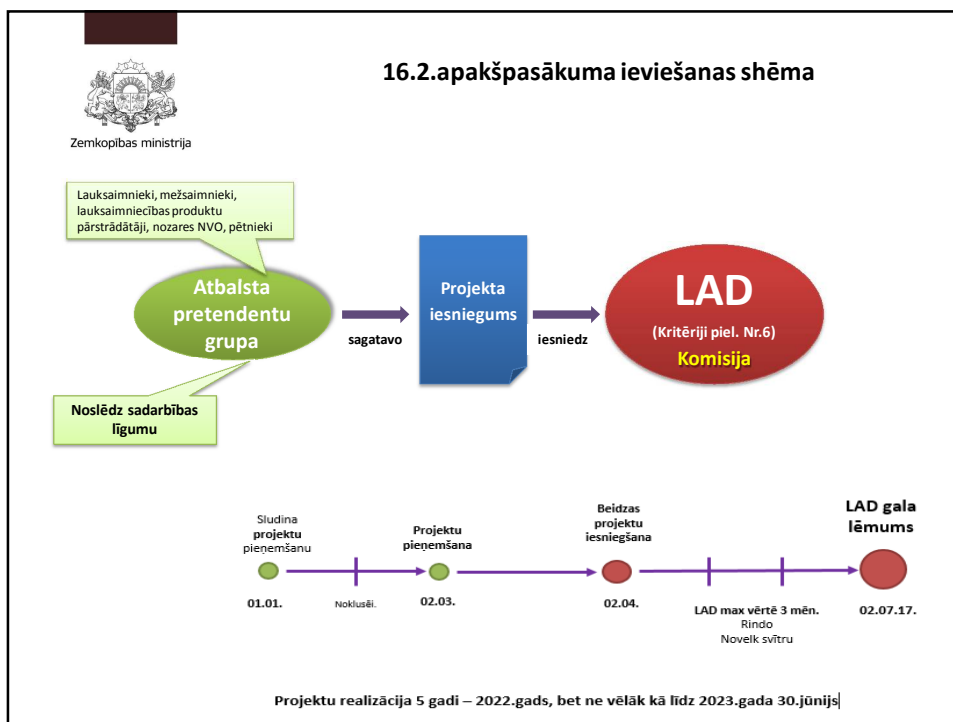 16.2.apakšpasākuma ieviešanas shēma
Zemkopības ministrija
Lauksaimnieki, mežsaimnieki,
lauksaimniecības produktu
pārstrādātāji, nozares NVO, pētnieki
Atbalsta
pretendentu
grupa
sagatavo
Projekta
iesniegums
iesniedz
LAD
(Kritēriji piel. Nr.6)
Komisija
Noslēdz sadarbības
līgumu
Sludina
projektu
pieņemšanu
01.01.
Noklusēi.
Projektu
pieņemšana
02.03.
Beidzas
projektu
iesniegšana
02.04.
LAD max vērtē 3 mēn.
Rindo
Novelk svītru
LAD gala
lēmums
02.07.17.
Projektu realizācija 5 gadi – 2022.gads, bet ne vēlāk kā līdz 2023.gada 30.jūnijs